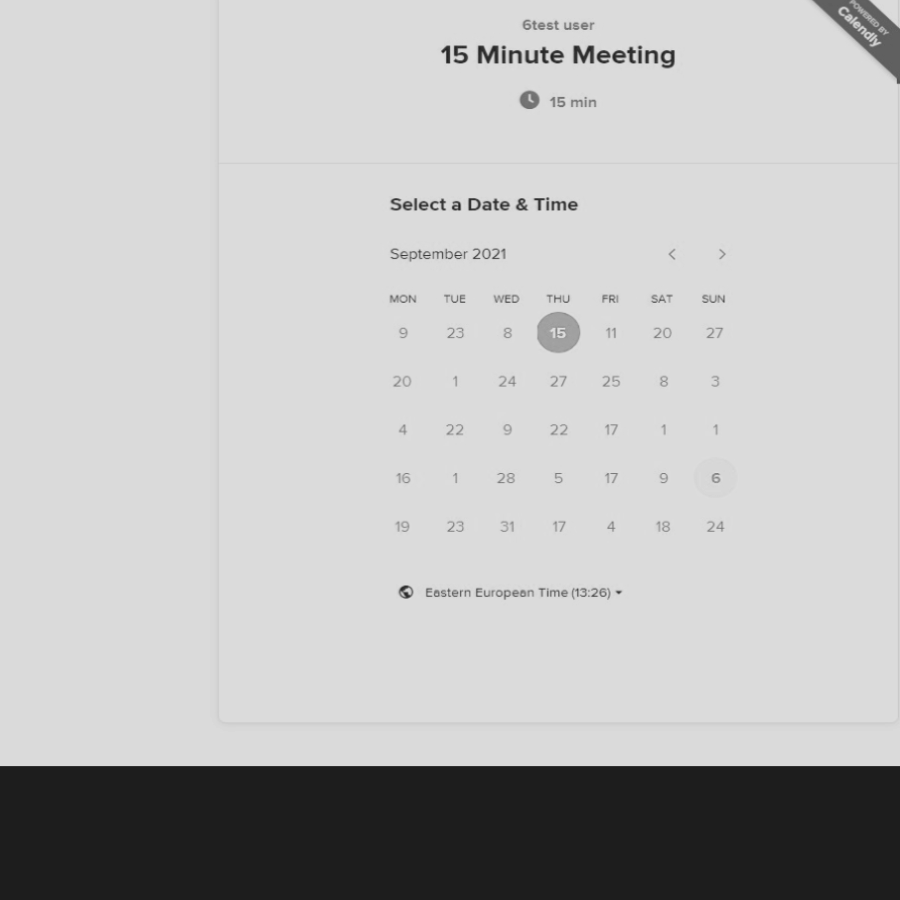 POWERED BY
Calendly
6test user
15 Minute Meeting
15 min
Select a Date & Time
September 2021
MON TUE WED THU FRI SAT SUN
9 23 8 15 11 20 27
20 1 24 27 25 8 3
4 22 9 22 17 1 1
16 1 28 5 17 9 6
19 23 31 17 4 18 24
Eastern European Time (13:26)